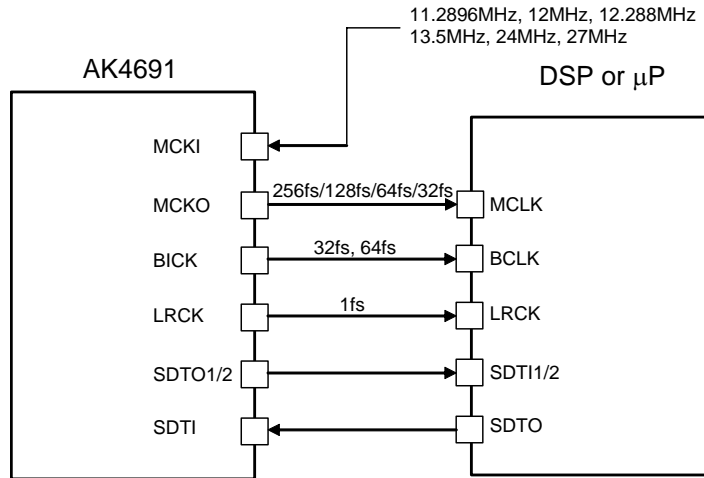 11.2896MHz, 12MHz, 12.288MHz
13.5MHz, 24MHz, 27MHz
AK4691
DSP or μP
MCKI
MCKO
256fs/128fs/64fs/32fs
MCLK
BICK
32fs, 64fs
BCLK
LRCK
1fs
LRCK
SDTO1/2
SDTI1/2
SDTI
SDTO